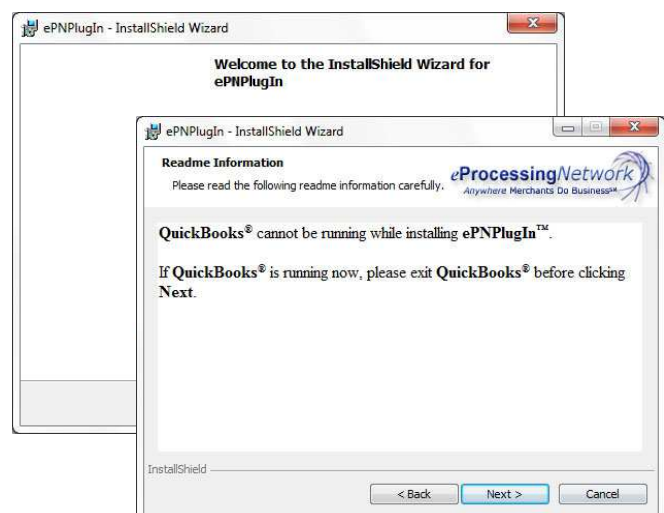 ePNPlugIn - InstallShield Wizard
Welcome to the InstallShield Wizard for
ePNPlugIn
ePNPlugIn - InstallShield Wizard
Readme Information
Please read the following readme information carefully.
eProcessingNetwork
Anywhere Merchants Do Business℠
QuickBooks® cannot be running while installing ePNPlugIn™.
If QuickBooks® is running now, please exit QuickBooks® before clicking
Next.
InstallShield
< Back
Next >
Cancel